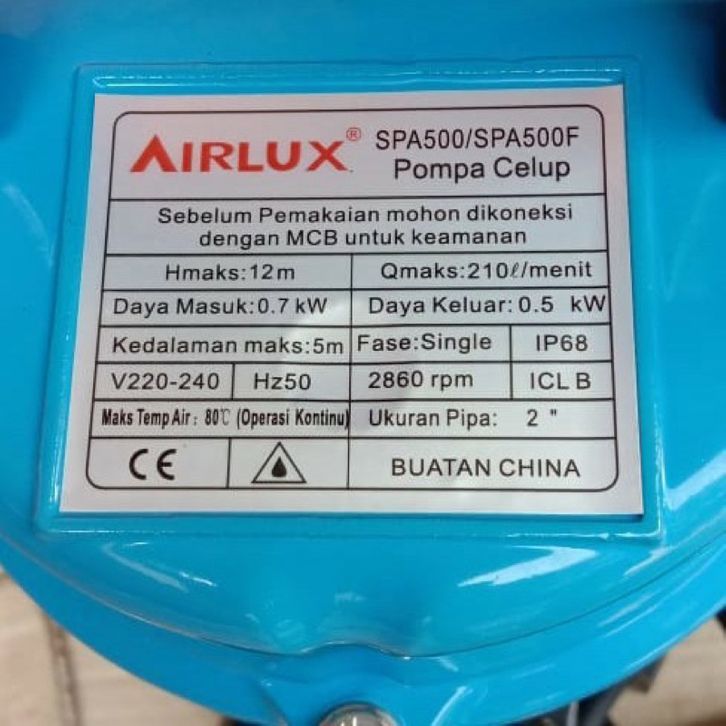 AIRLUX® SPA500/SPA500F
Pompa Celup
Sebelum Pemakaian mohon dikoneksi
dengan MCB untuk keamanan
Hmaks:12m Qmaks:210ℓ/menit
Daya Masuk:0.7 kW Daya Keluar: 0.5 kW
Kedalaman maks:5m Fase:Single IP68
V220-240 Hz50 2860 rpm ICL B
Maks Temp Air : 80℃ (Operasi Kontinu) Ukuran Pipa: 2 "
CE BUATAN CHINA